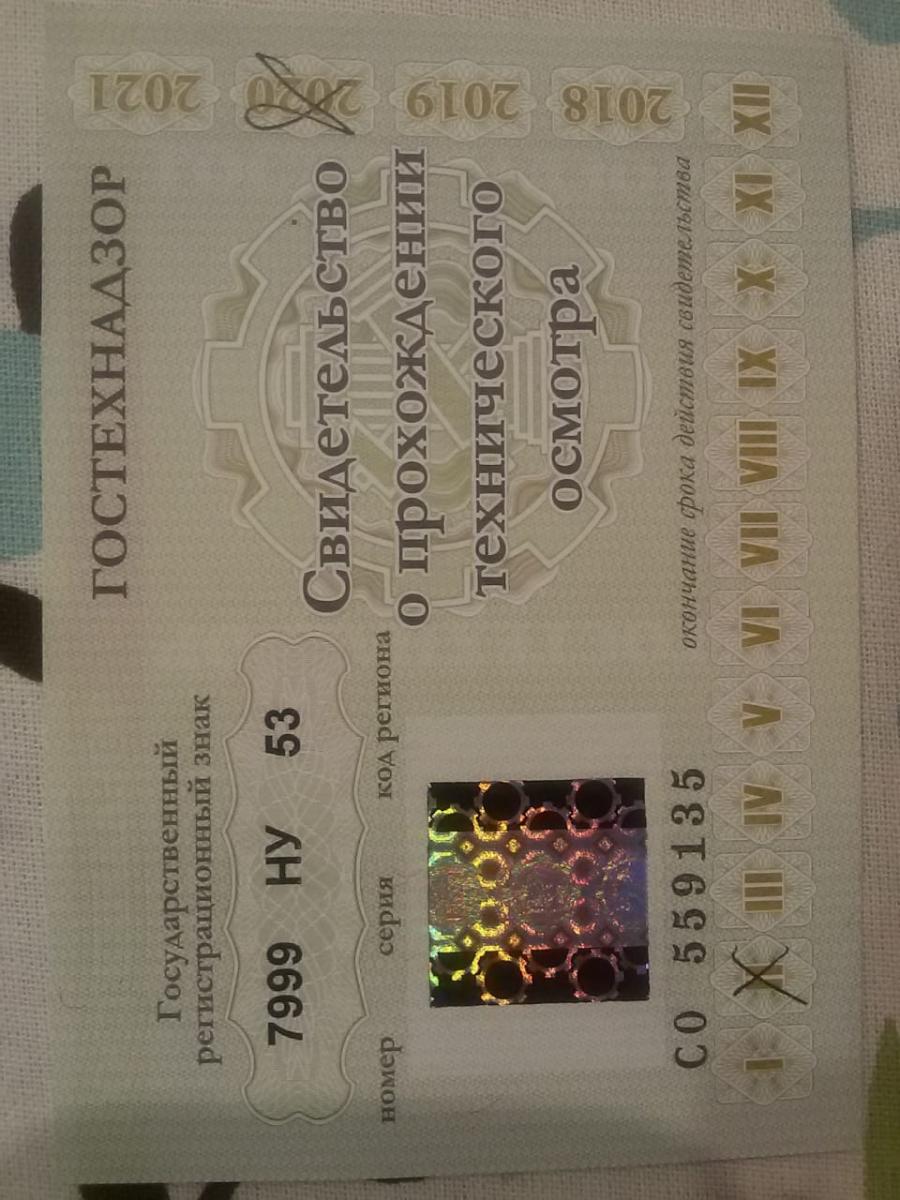 ГОСТЕХНАДЗОР
Государственный
регистрационный знак
7999 НУ 53
номер серия код региона
Свидетельство
о прохождении
технического
осмотра
СО 559135
окончание срока действия свидетельства
I II III IV V VI VII VIII IX X XI XII
2018
2019
2020
2021